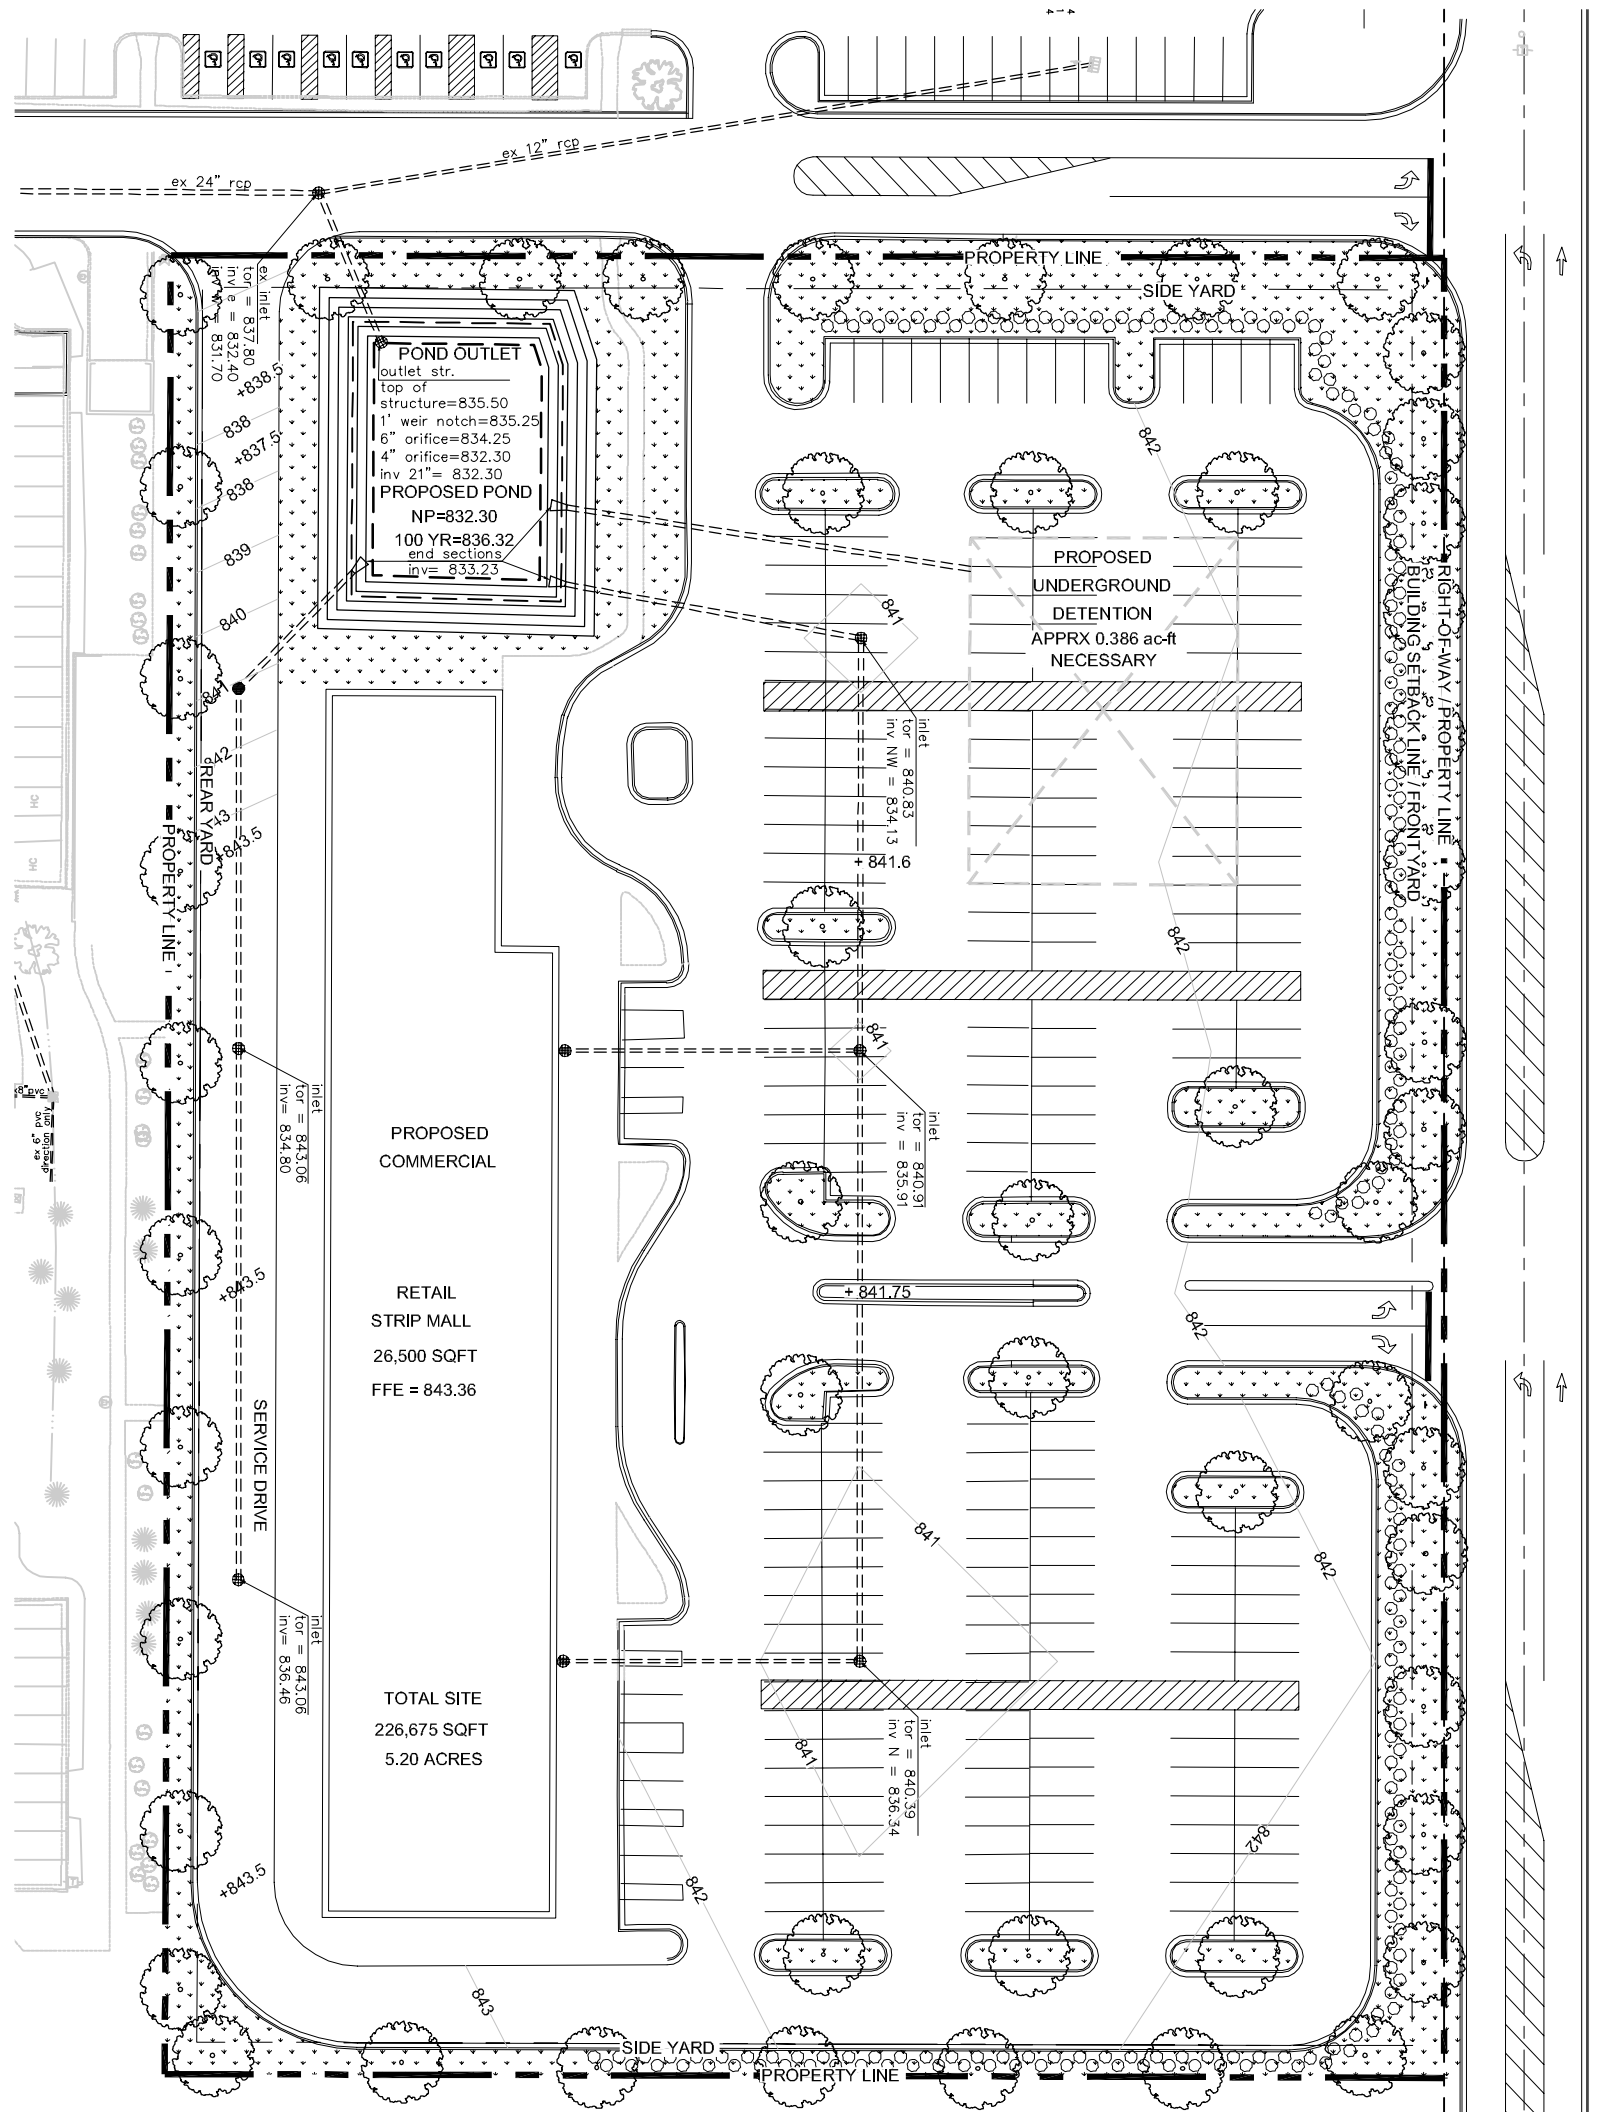 ex 12" rcp
ex 24" rcp
PROPERTY LINE
SIDE YARD
ex inlet
tor = 837.80
inv e = 832.40
831.70
POND OUTLET
outlet str.
top of
structure=835.50
1' weir notch=835.25
6" orifice=834.25
4" orifice=832.30
inv 21"= 832.30
PROPOSED POND
NP=832.30
100 YR=836.32
end sections
inv= 833.23
+838.5
838
+837.5
838
839
840
842
841
PROPOSED
UNDERGROUND
DETENTION
APPRX 0.386 ac-ft
NECESSARY
RIGHT-OF-WAY / PROPERTY LINE
BUILDING SETBACK LINE / FRONT YARD
inlet
tor = 840.83
inv NW = 834.13
+ 841.6
42
43
+843.5
REAR YARD
PROPERTY LINE
HC
HC
842
841
inlet
tor = 843.06
inv= 834.80
inlet
tor = 840.91
inv = 835.91
PROPOSED
COMMERCIAL
RETAIL
STRIP MALL
26,500 SQFT
FFE = 843.36
+843.5
+ 841.75
842
SERVICE DRIVE
841
842
inlet
tor = 843.06
inv= 836.46
TOTAL SITE
226,675 SQFT
5.20 ACRES
inlet
tor = 840.39
inv N = 836.34
841
842
842
+843.5
843
SIDE YARD
PROPERTY LINE